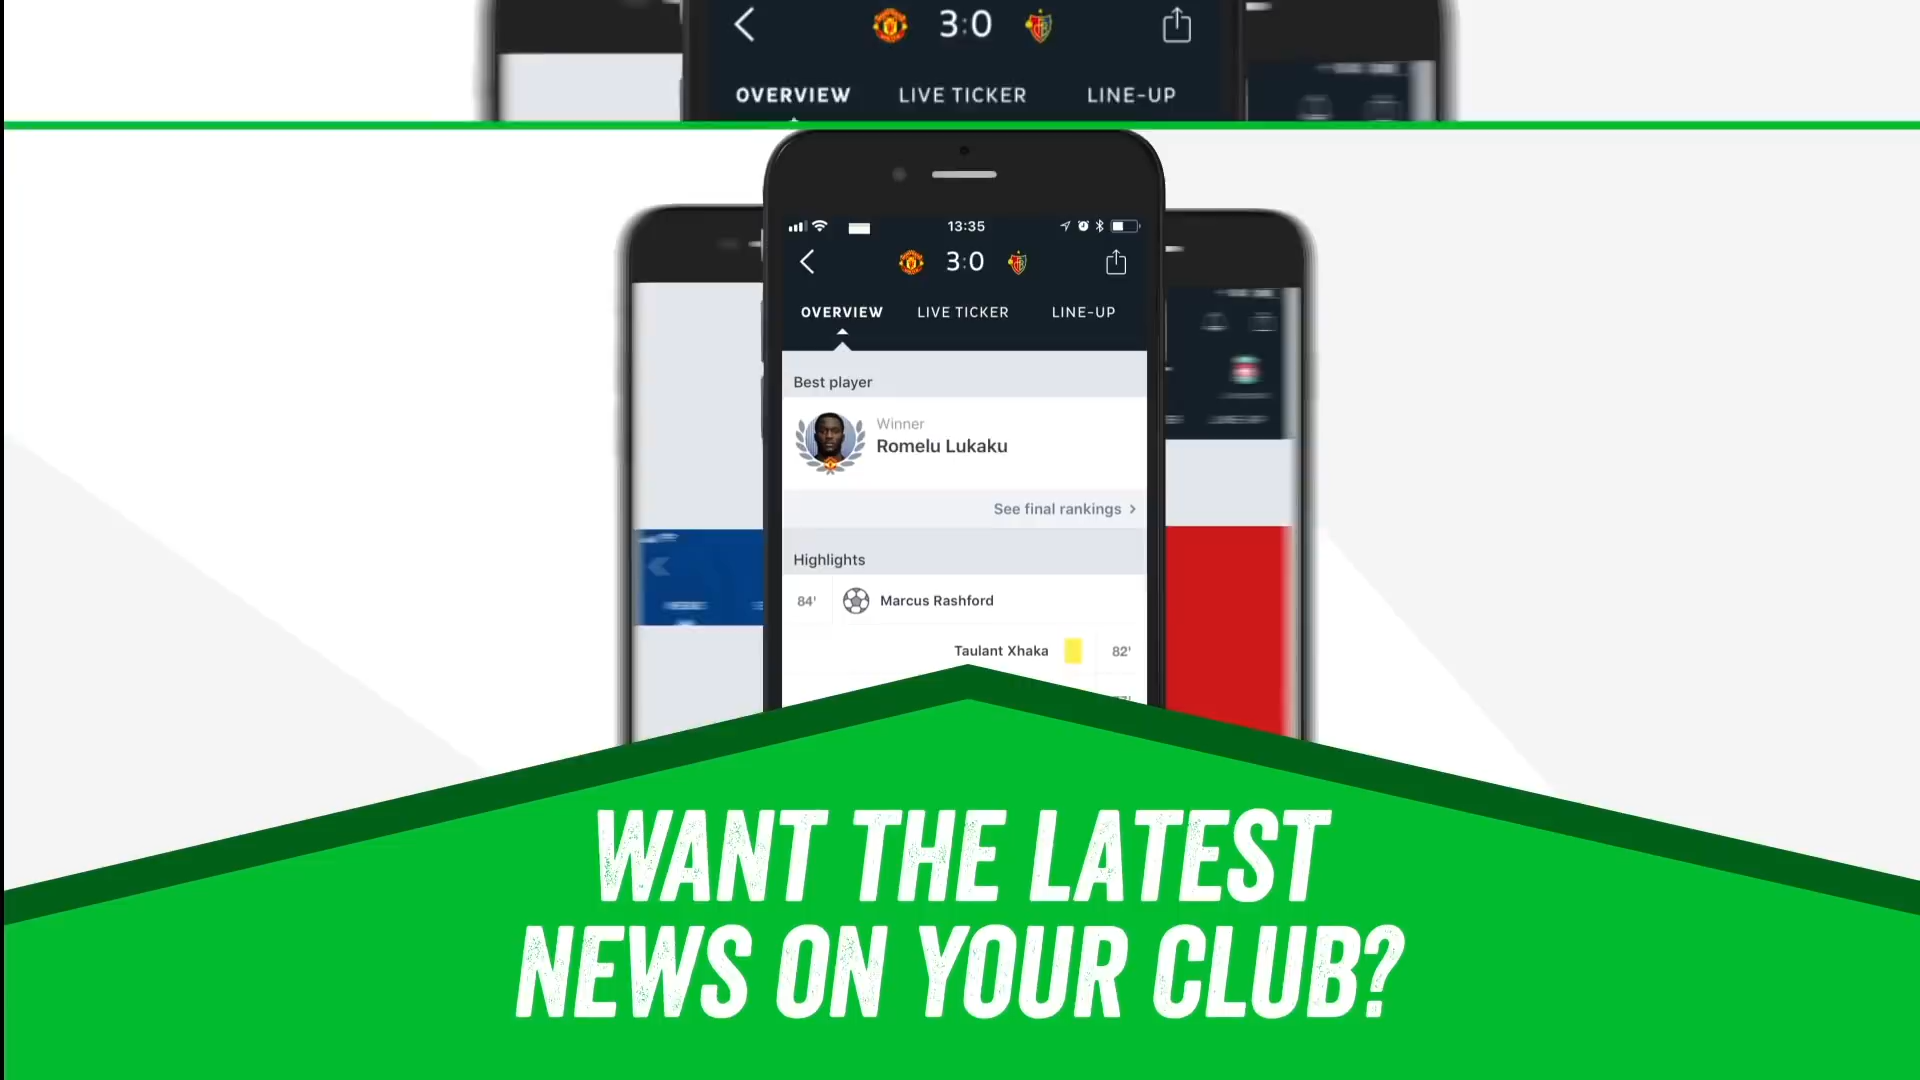 3:0
OVERVIEW LIVE TICKER LINE-UP
13:35
3:0
OVERVIEW LIVE TICKER LINE-UP
Best player
Winner
Romelu Lukaku
See final rankings >
Highlights
84' Marcus Rashford
Taulant Xhaka 82'
WANT THE LATEST
NEWS ON YOUR CLUB?